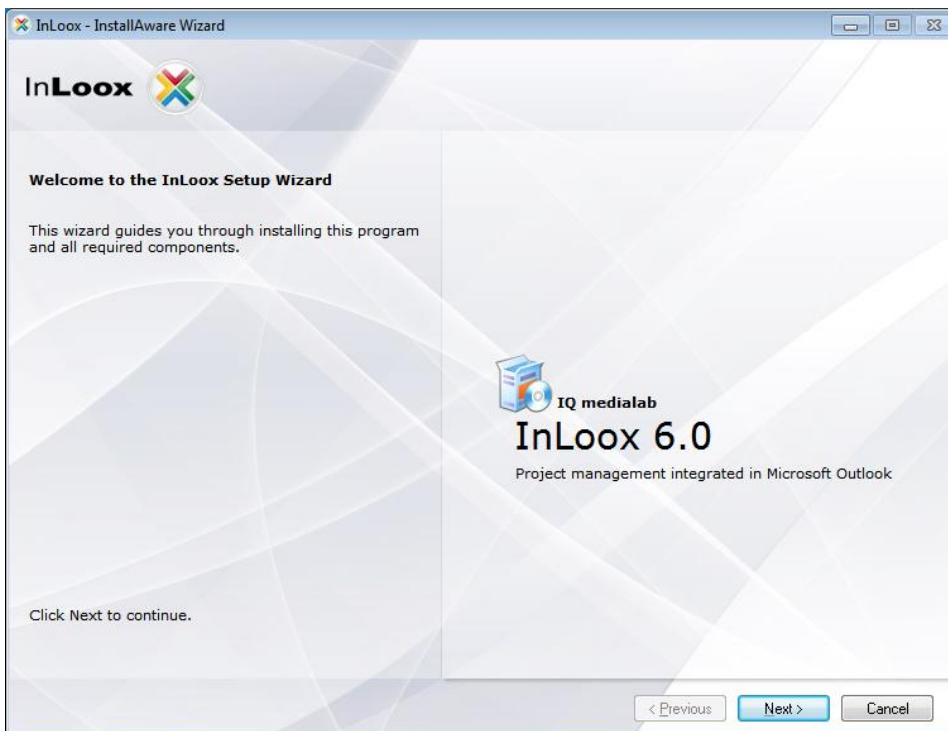 InLoox - InstallAware Wizard
InLoox
Welcome to the InLoox Setup Wizard
This wizard guides you through installing this program
and all required components.
IQ medialab
InLoox 6.0
Project management integrated in Microsoft Outlook
Click Next to continue.
< Previous
Next >
Cancel